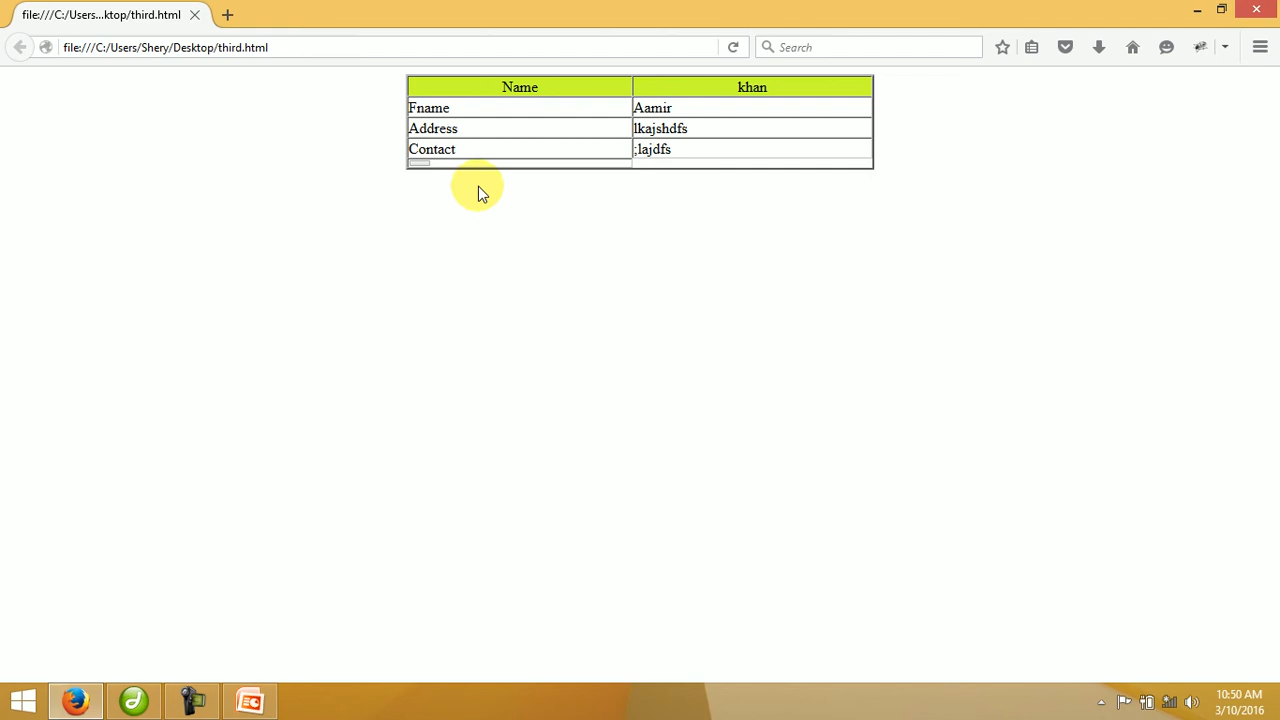 file:///C:/Users...ktop/third.html
file:///C:/Users/Shery/Desktop/third.html
Search
Name khan
Fname Aamir
Address lkajshdfs
Contact ;lajdfs
10:50 AM
3/10/2016